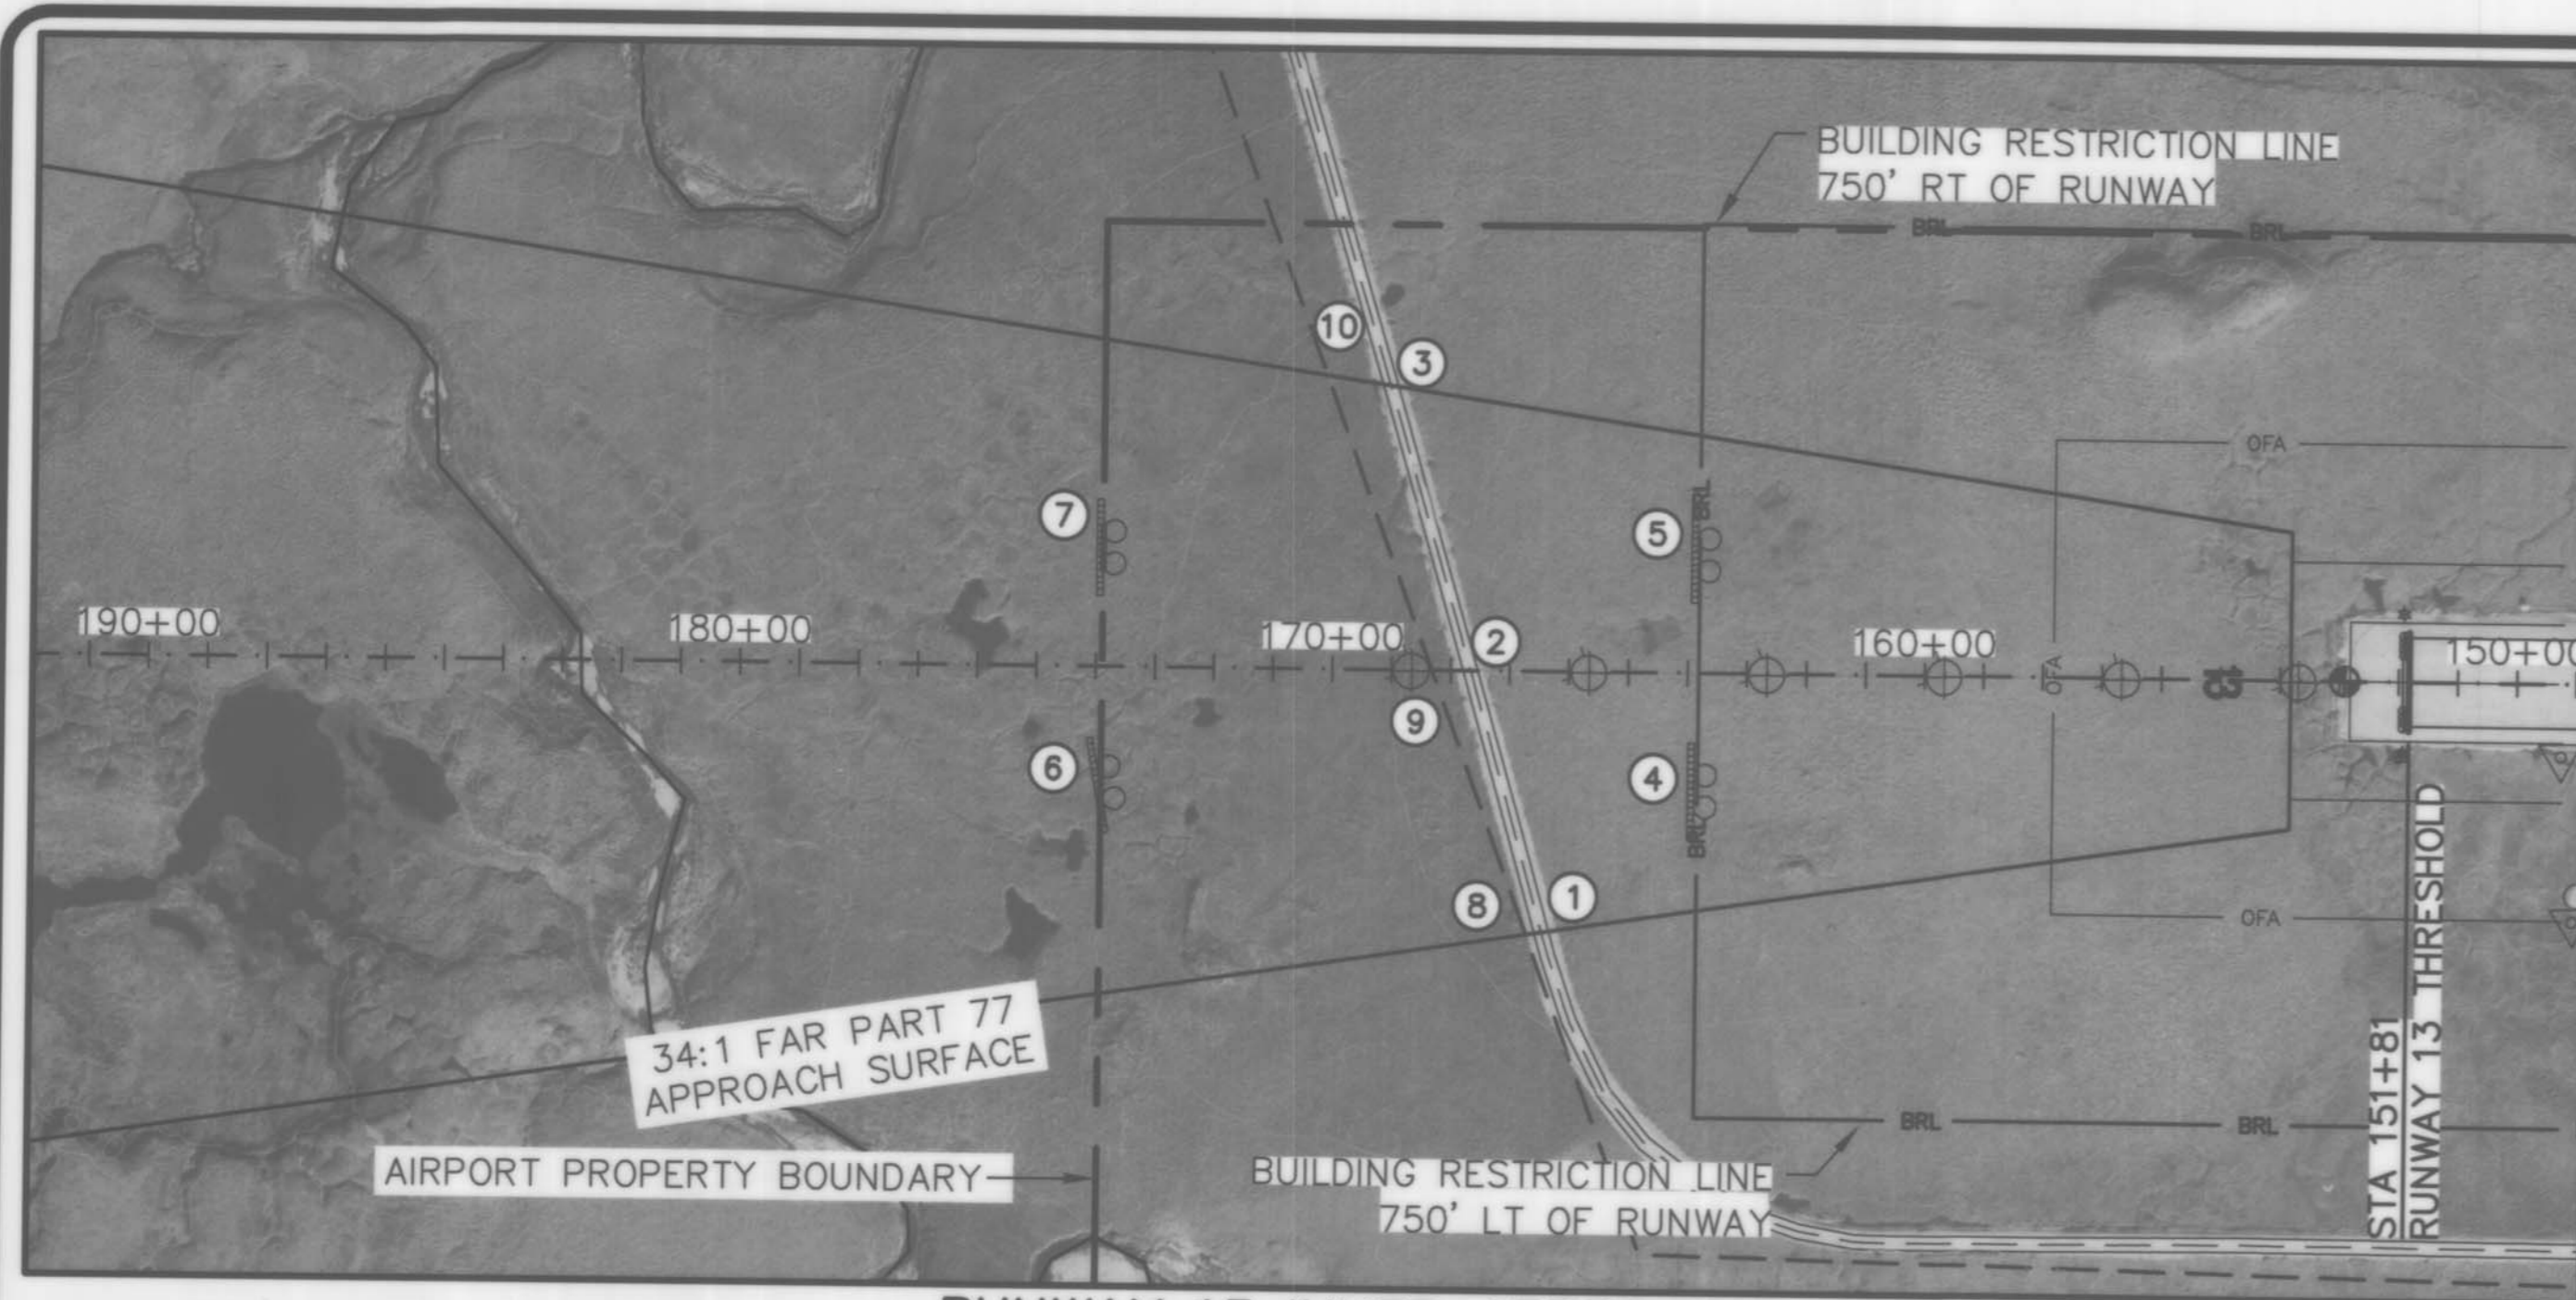 BUILDING RESTRICTION LINE
750' RT OF RUNWAY
BRL
BRL
10
3
OFA
7
5
BRL
190+00
180+00
170+00
2
160+00
150+00
OFA
13
9
6
4
BRL
8
1
OFA
34:1 FAR PART 77
APPROACH SURFACE
AIRPORT PROPERTY BOUNDARY
BUILDING RESTRICTION LINE
750' LT OF RUNWAY
BRL
BRL
STA 151+81
RUNWAY 13 THRESHOLD